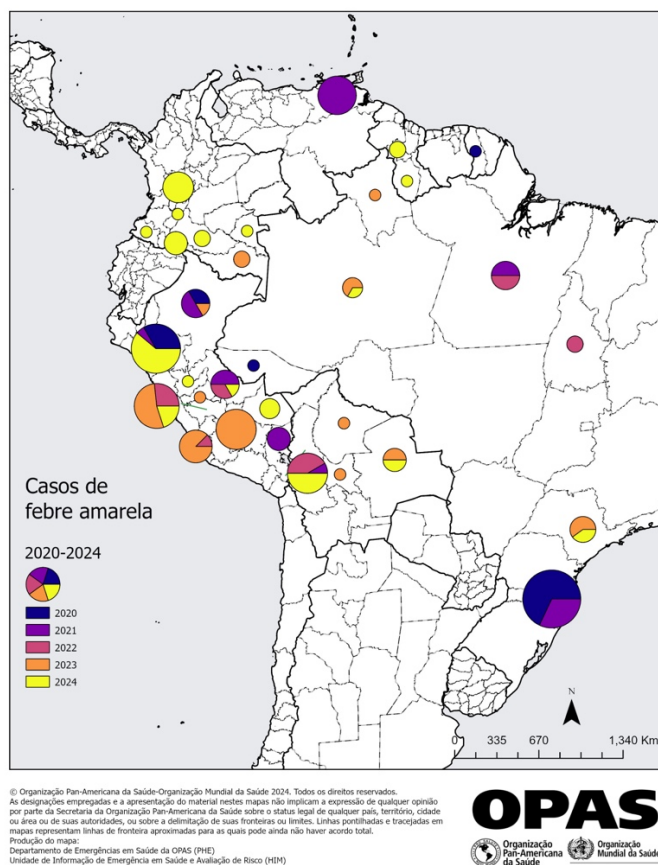 Casos de
febre amarela
2020-2024
2020
2021
2022
2023
2024
N
0 335 670 1,340 Km
© Organização Pan-Americana da Saúde-Organização Mundial da Saúde 2024. Todos os direitos reservados.
As designações empregadas e a apresentação do material nestes mapas não implicam a expressão de qualquer opinião
por parte da Secretaria da Organização Pan-Americana da Saúde sobre o status legal de qualquer país, território, cidade
ou área ou de suas autoridades, ou sobre a delimitação de suas fronteiras ou limites. Linhas pontilhadas e tracejadas em
mapas representam linhas de fronteira aproximadas para as quais pode ainda não haver acordo total.
Produção do mapa:
Departamento de Emergências em Saúde da OPAS (PHE)
Unidade de Informação de Emergência em Saúde e Avaliação de Risco (HIM)
OPAS
Organização
Pan-Americana
da Saúde
Organização
Mundial da Saúde